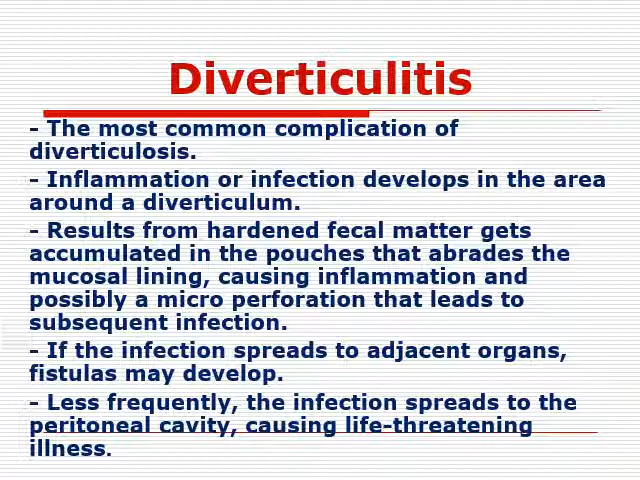 Diverticulitis
- The most common complication of
diverticulosis.
- Inflammation or infection develops in the area
around a diverticulum.
- Results from hardened fecal matter gets
accumulated in the pouches that abrades the
mucosal lining, causing inflammation and
possibly a micro perforation that leads to
subsequent infection.
- If the infection spreads to adjacent organs,
fistulas may develop.
- Less frequently, the infection spreads to the
peritoneal cavity, causing life-threatening
illness.